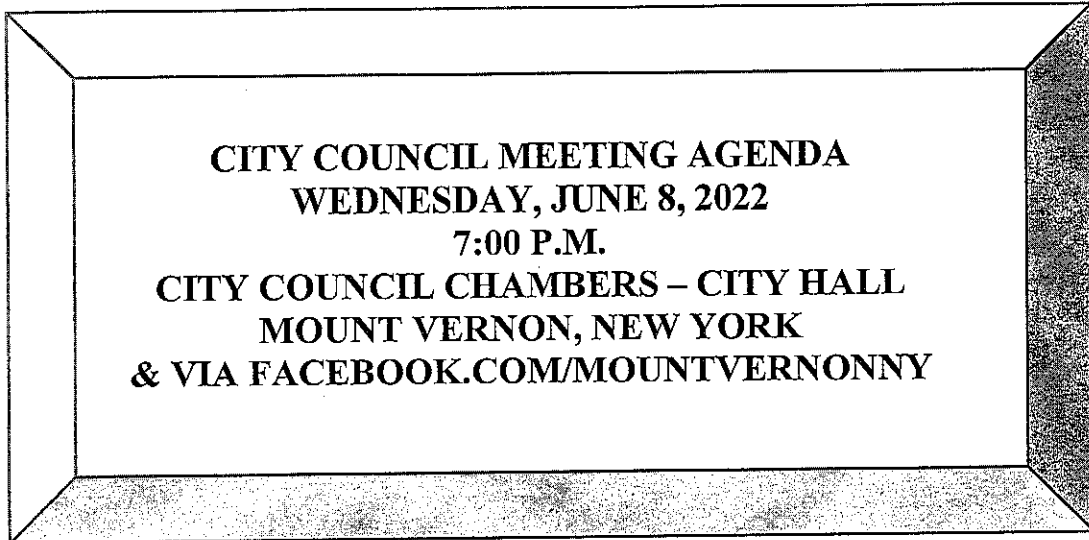 CITY COUNCIL MEETING AGENDA
WEDNESDAY, JUNE 8, 2022
7:00 P.M.
CITY COUNCIL CHAMBERS – CITY HALL
MOUNT VERNON, NEW YORK
& VIA FACEBOOK.COM/MOUNTVERNONNY